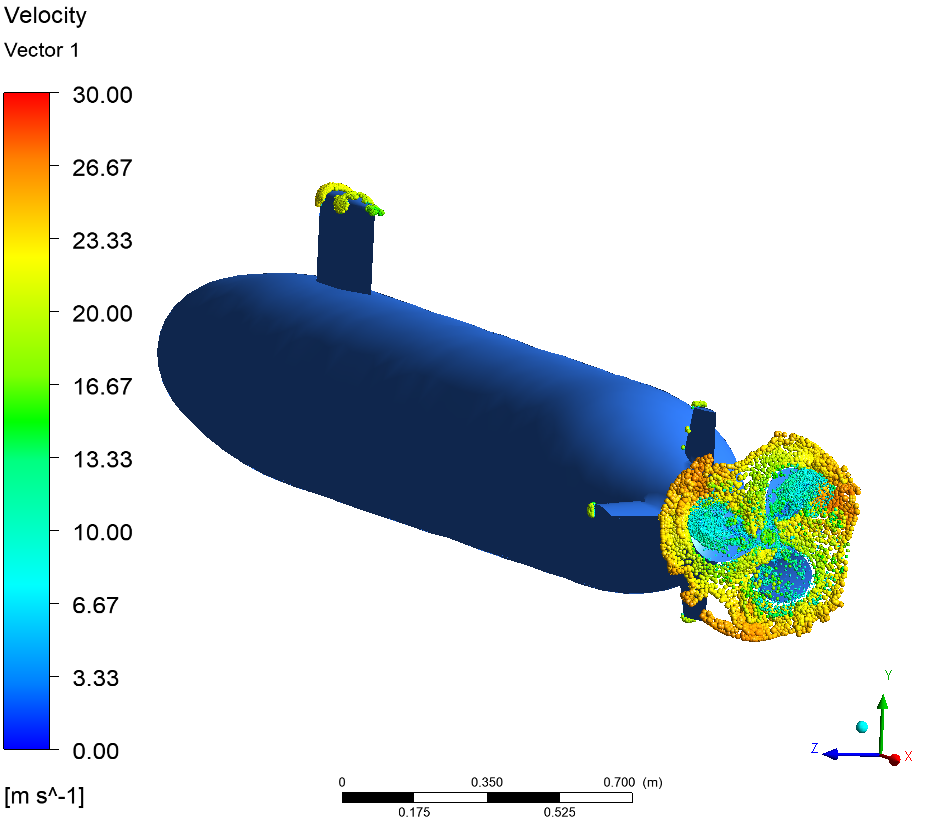 Velocity
Vector 1
30.00
26.67
23.33
20.00
16.67
13.33
10.00
6.67
3.33
0.00
[m s^-1]
0 0.350 0.700 (m)
0.175 0.525
Y
Z
X